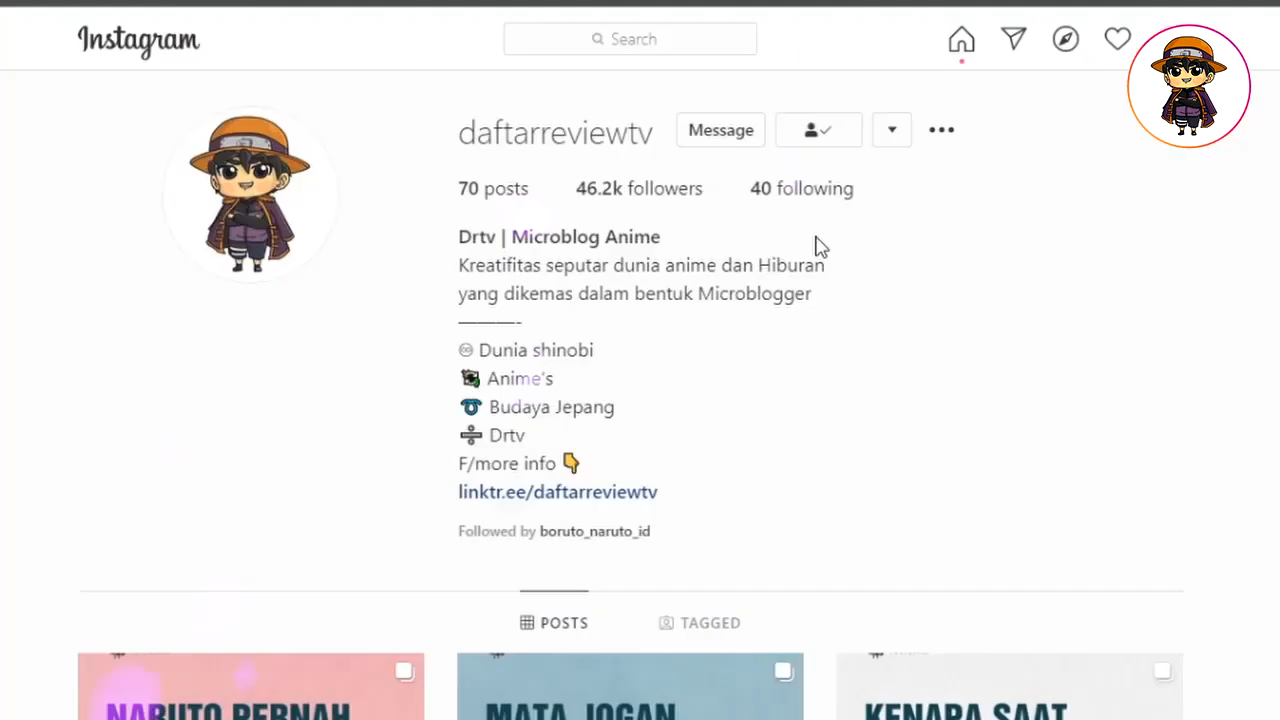 Instagram
Search
daftarreviewtv Message
70 posts 46.2k followers 40 following
Drtv | Microblog Anime
Kreatifitas seputar dunia anime dan Hiburan
yang dikemas dalam bentuk Microblogger
————-
♾ Dunia shinobi
🎴 Anime's
➰ Budaya Jepang
➗ Drtv
F/more info 👇
linktr.ee/daftarreviewtv
Followed by boruto_naruto_id
POSTS TAGGED
NARUTO PERNAH MATA JOGAN KENAPA SAAT